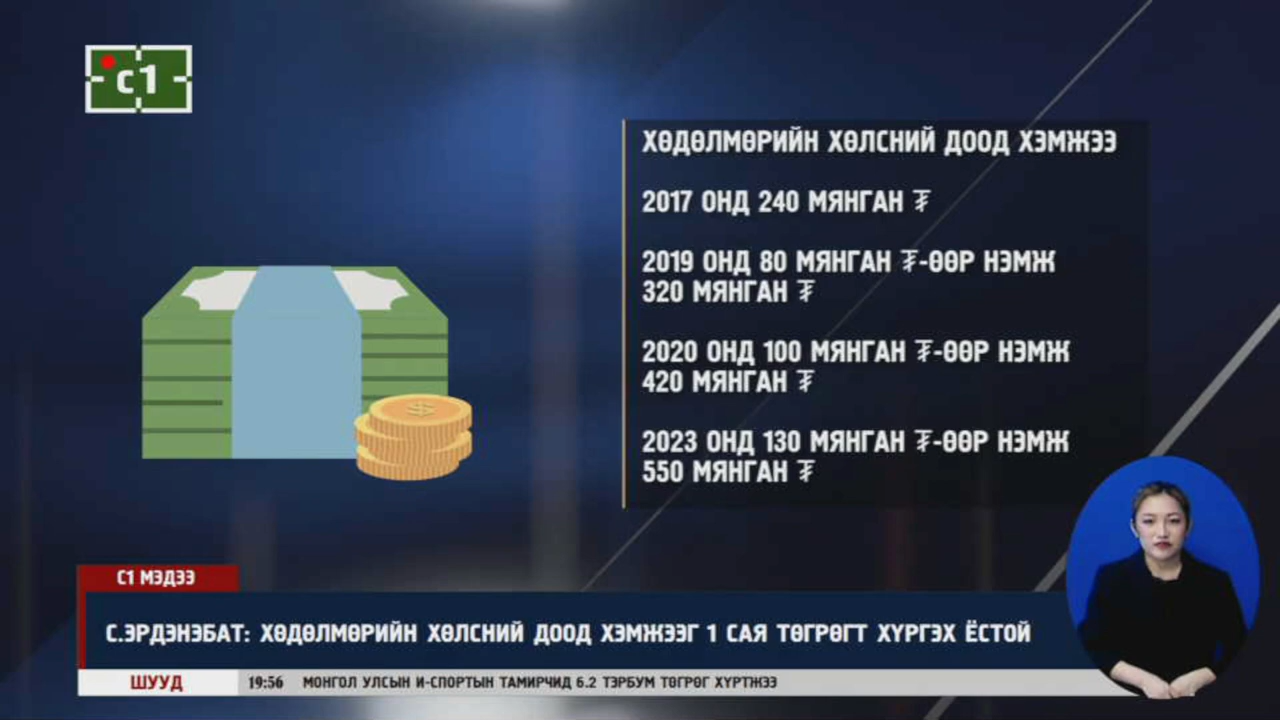 с1
ХӨДӨЛМӨРИЙН ХӨЛСНИЙ ДООД ХЭМЖЭЭ
2017 ОНД 240 МЯНГАН ₮
2019 ОНД 80 МЯНГАН ₮-ӨӨР НЭМЖ
320 МЯНГАН ₮
2020 ОНД 100 МЯНГАН ₮-ӨӨР НЭМЖ
420 МЯНГАН ₮
2023 ОНД 130 МЯНГАН ₮-ӨӨР НЭМЖ
550 МЯНГАН ₮
$
С1 МЭДЭЭ
С.ЭРДЭНЭБАТ: ХӨДӨЛМӨРИЙН ХӨЛСНИЙ ДООД ХЭМЖЭЭГ 1 САЯ ТӨГРӨГТ ХҮРГЭХ ЁСТОЙ
ШУУД 19:56 МОНГОЛ УЛСЫН И-СПОРТЫН ТАМИРЧИД 6.2 ТЭРБУМ ТӨГРӨГ ХҮРТЖЭЭ